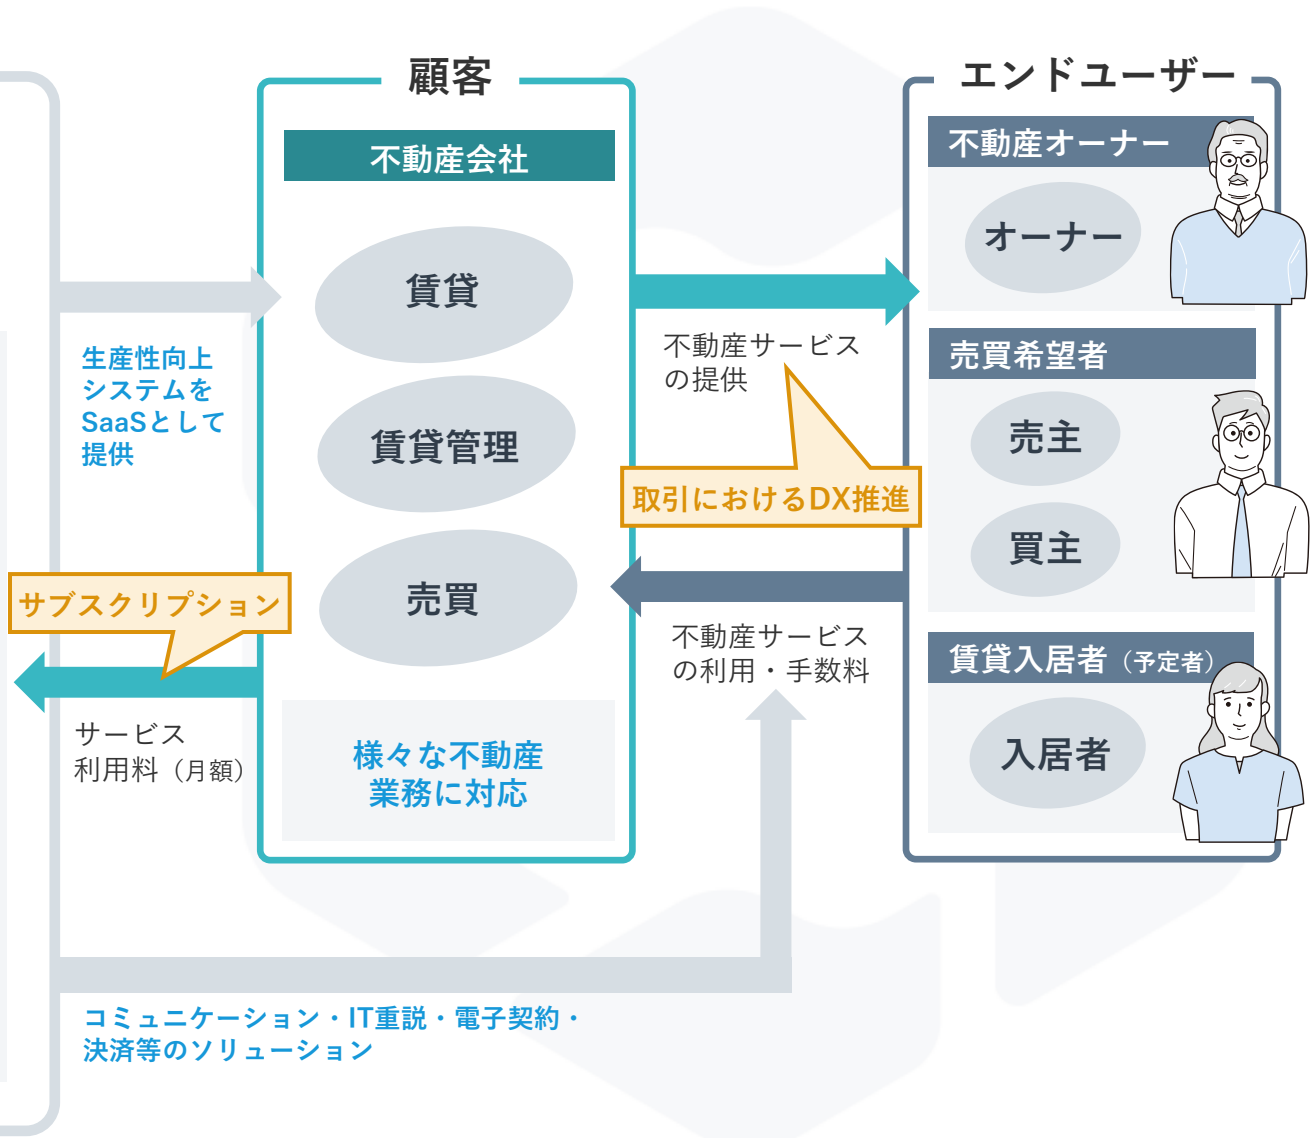 顧客
不動産会社
賃貸
賃貸管理
売買
様々な不動産
業務に対応
生産性向上
システムを
SaaSとして
提供
サブスクリプション
サービス
利用料（月額）
不動産サービス
の提供
取引におけるDX推進
不動産サービス
の利用・手数料
コミュニケーション・IT重説・電子契約・
決済等のソリューション
エンドユーザー
不動産オーナー
オーナー
売買希望者
売主
買主
賃貸入居者（予定者）
入居者